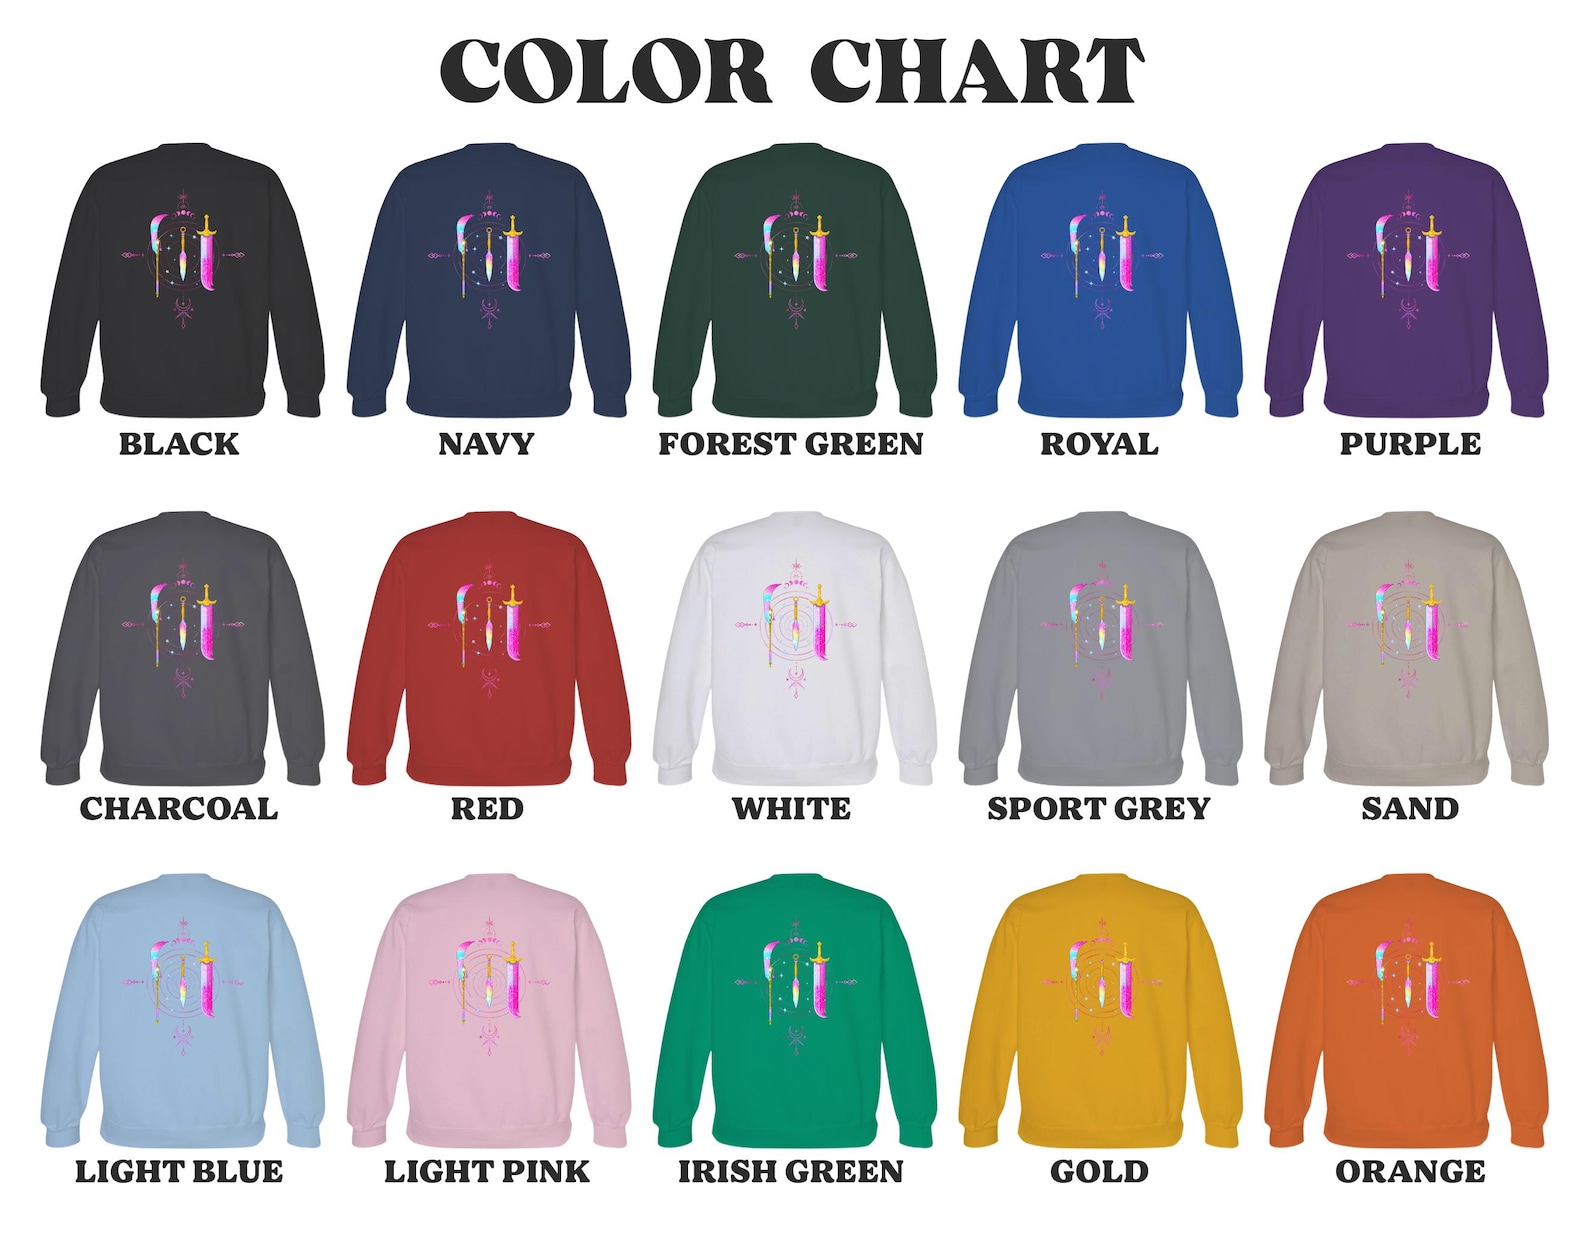 COLOR CHART
BLACK
NAVY
FOREST GREEN
ROYAL
PURPLE
CHARCOAL
RED
WHITE
SPORT GREY
SAND
LIGHT BLUE
LIGHT PINK
IRISH GREEN
GOLD
ORANGE